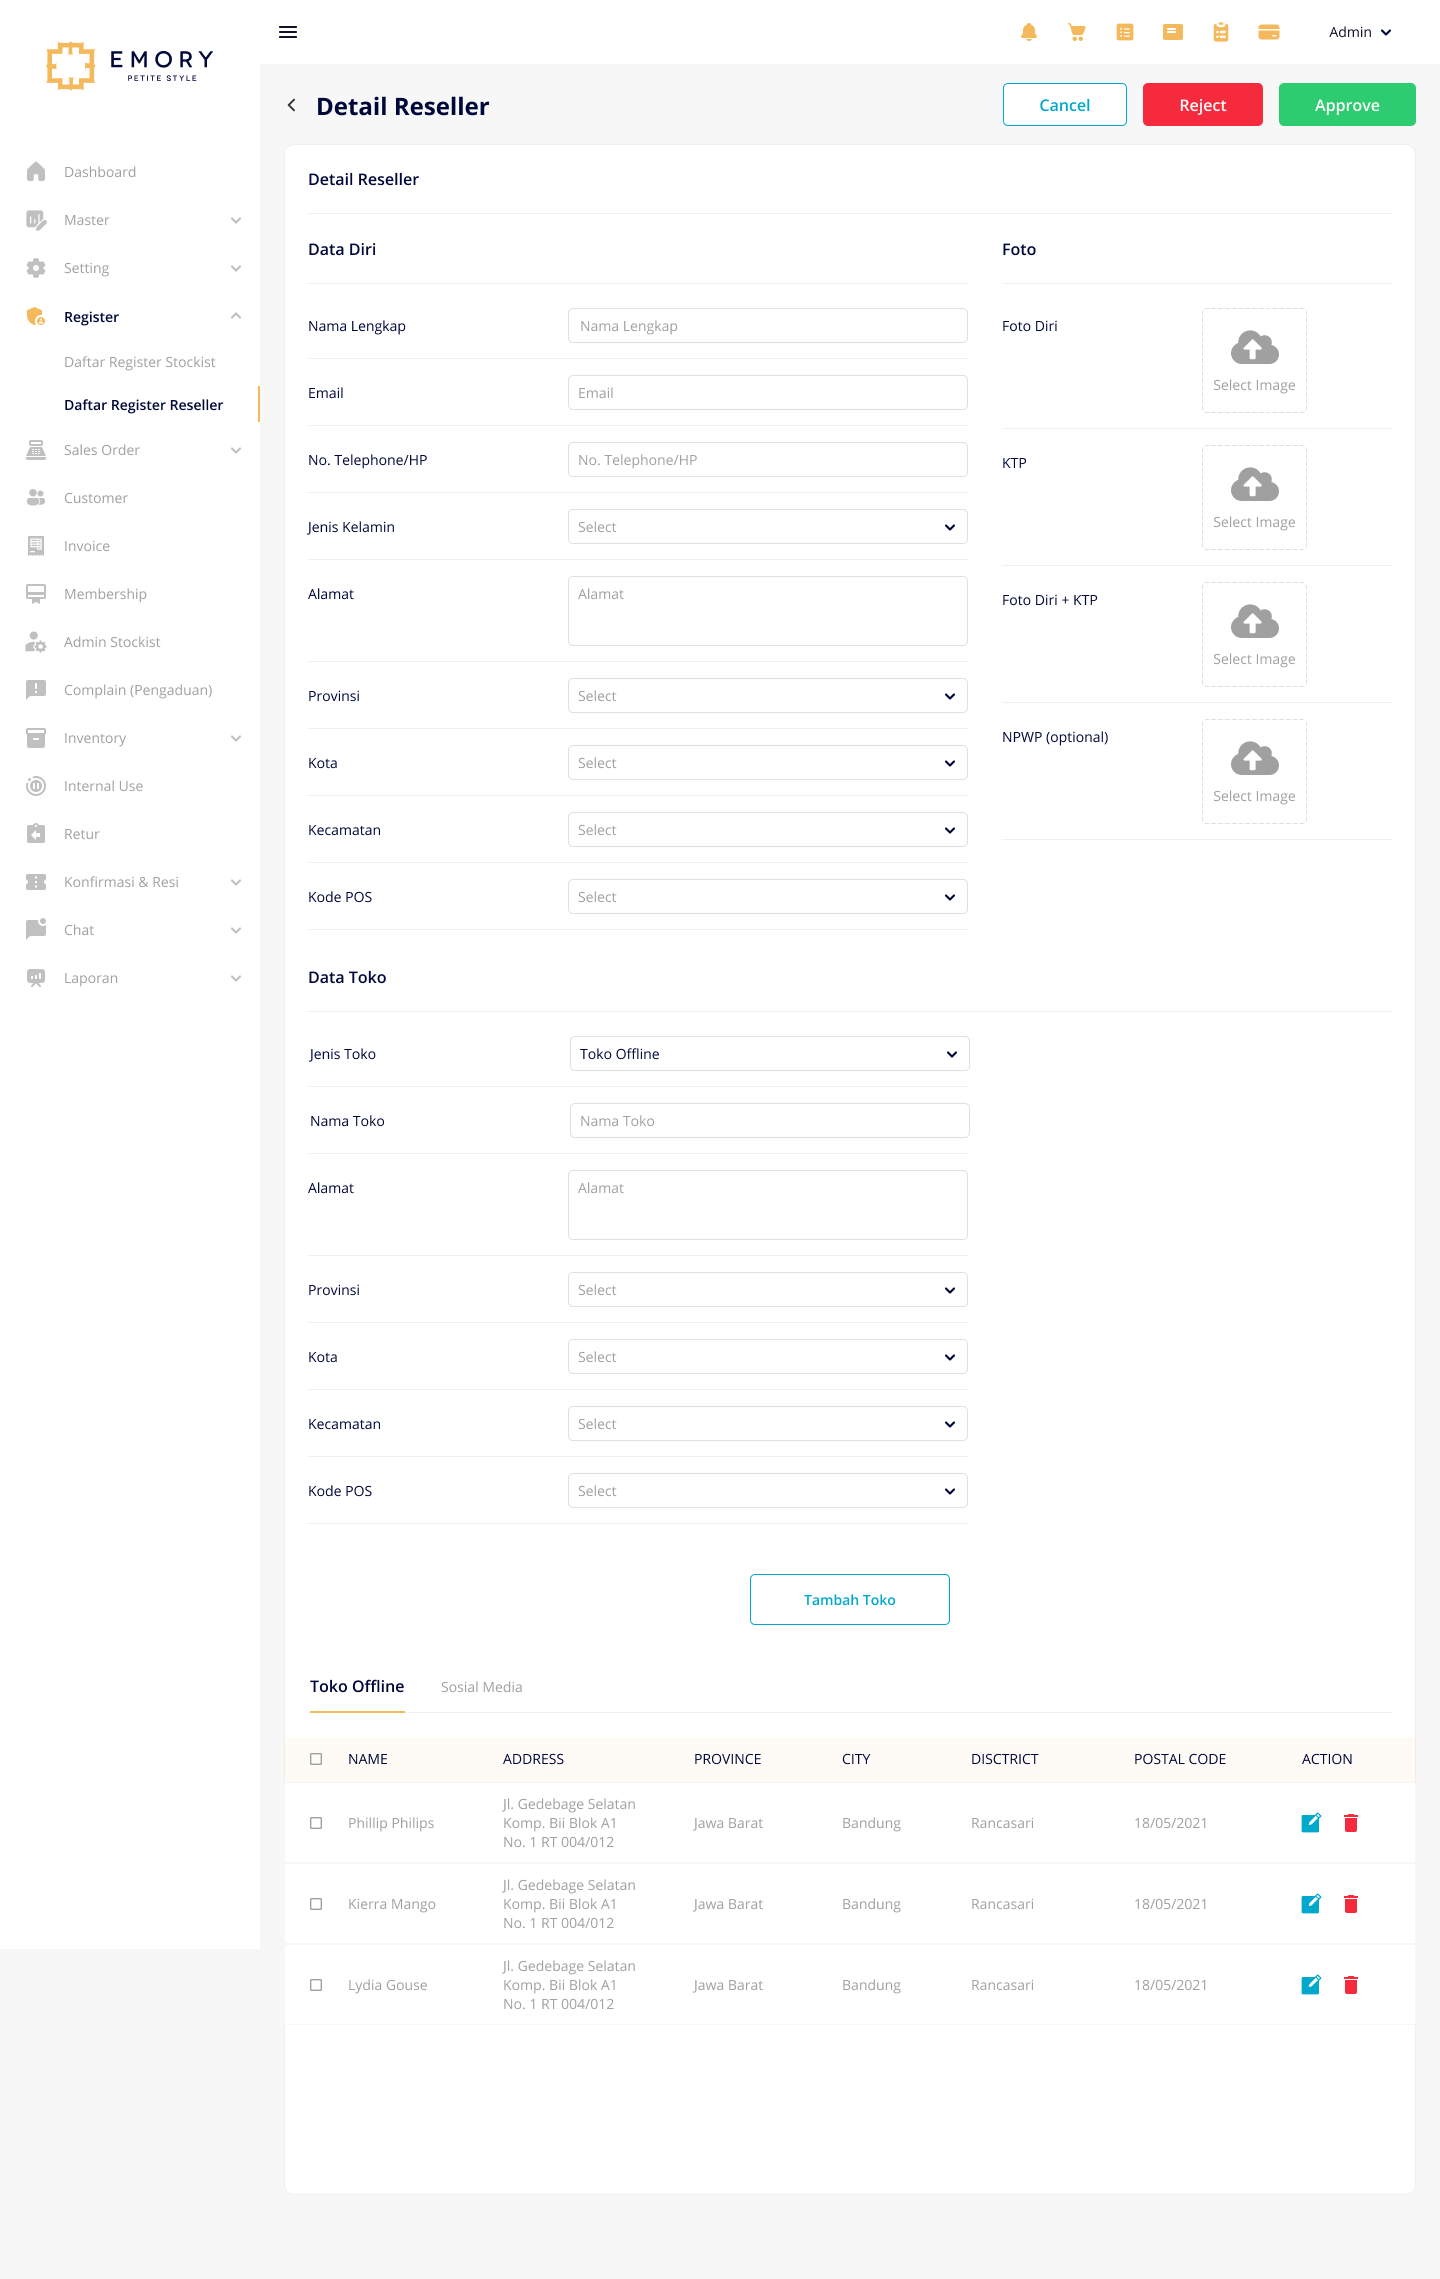 EMORY
PETITE STYLE
Admin
Detail Reseller
Cancel
Reject
Approve
Dashboard
Master
Setting
Register
Daftar Register Stockist
Daftar Register Reseller
Sales Order
Customer
Invoice
Membership
Admin Stockist
Complain (Pengaduan)
Inventory
Internal Use
Retur
Konfirmasi & Resi
Chat
Laporan
Detail Reseller
Data Diri
Nama Lengkap
Nama Lengkap
Email
Email
No. Telephone/HP
No. Telephone/HP
Jenis Kelamin
Select
Alamat
Alamat
Provinsi
Select
Kota
Select
Kecamatan
Select
Kode POS
Select
Foto
Foto Diri
Select Image
KTP
Select Image
Foto Diri + KTP
Select Image
NPWP (optional)
Select Image
Data Toko
Jenis Toko
Toko Offline
Nama Toko
Nama Toko
Alamat
Alamat
Provinsi
Select
Kota
Select
Kecamatan
Select
Kode POS
Select
Tambah Toko
Toko Offline
Sosial Media
NAME ADDRESS PROVINCE CITY DISCTRICT POSTAL CODE ACTION
Phillip Philips
Jl. Gedebage Selatan
Komp. Bii Blok A1
No. 1 RT 004/012
Jawa Barat
Bandung
Rancasari
18/05/2021
Kierra Mango
Jl. Gedebage Selatan
Komp. Bii Blok A1
No. 1 RT 004/012
Jawa Barat
Bandung
Rancasari
18/05/2021
Lydia Gouse
Jl. Gedebage Selatan
Komp. Bii Blok A1
No. 1 RT 004/012
Jawa Barat
Bandung
Rancasari
18/05/2021